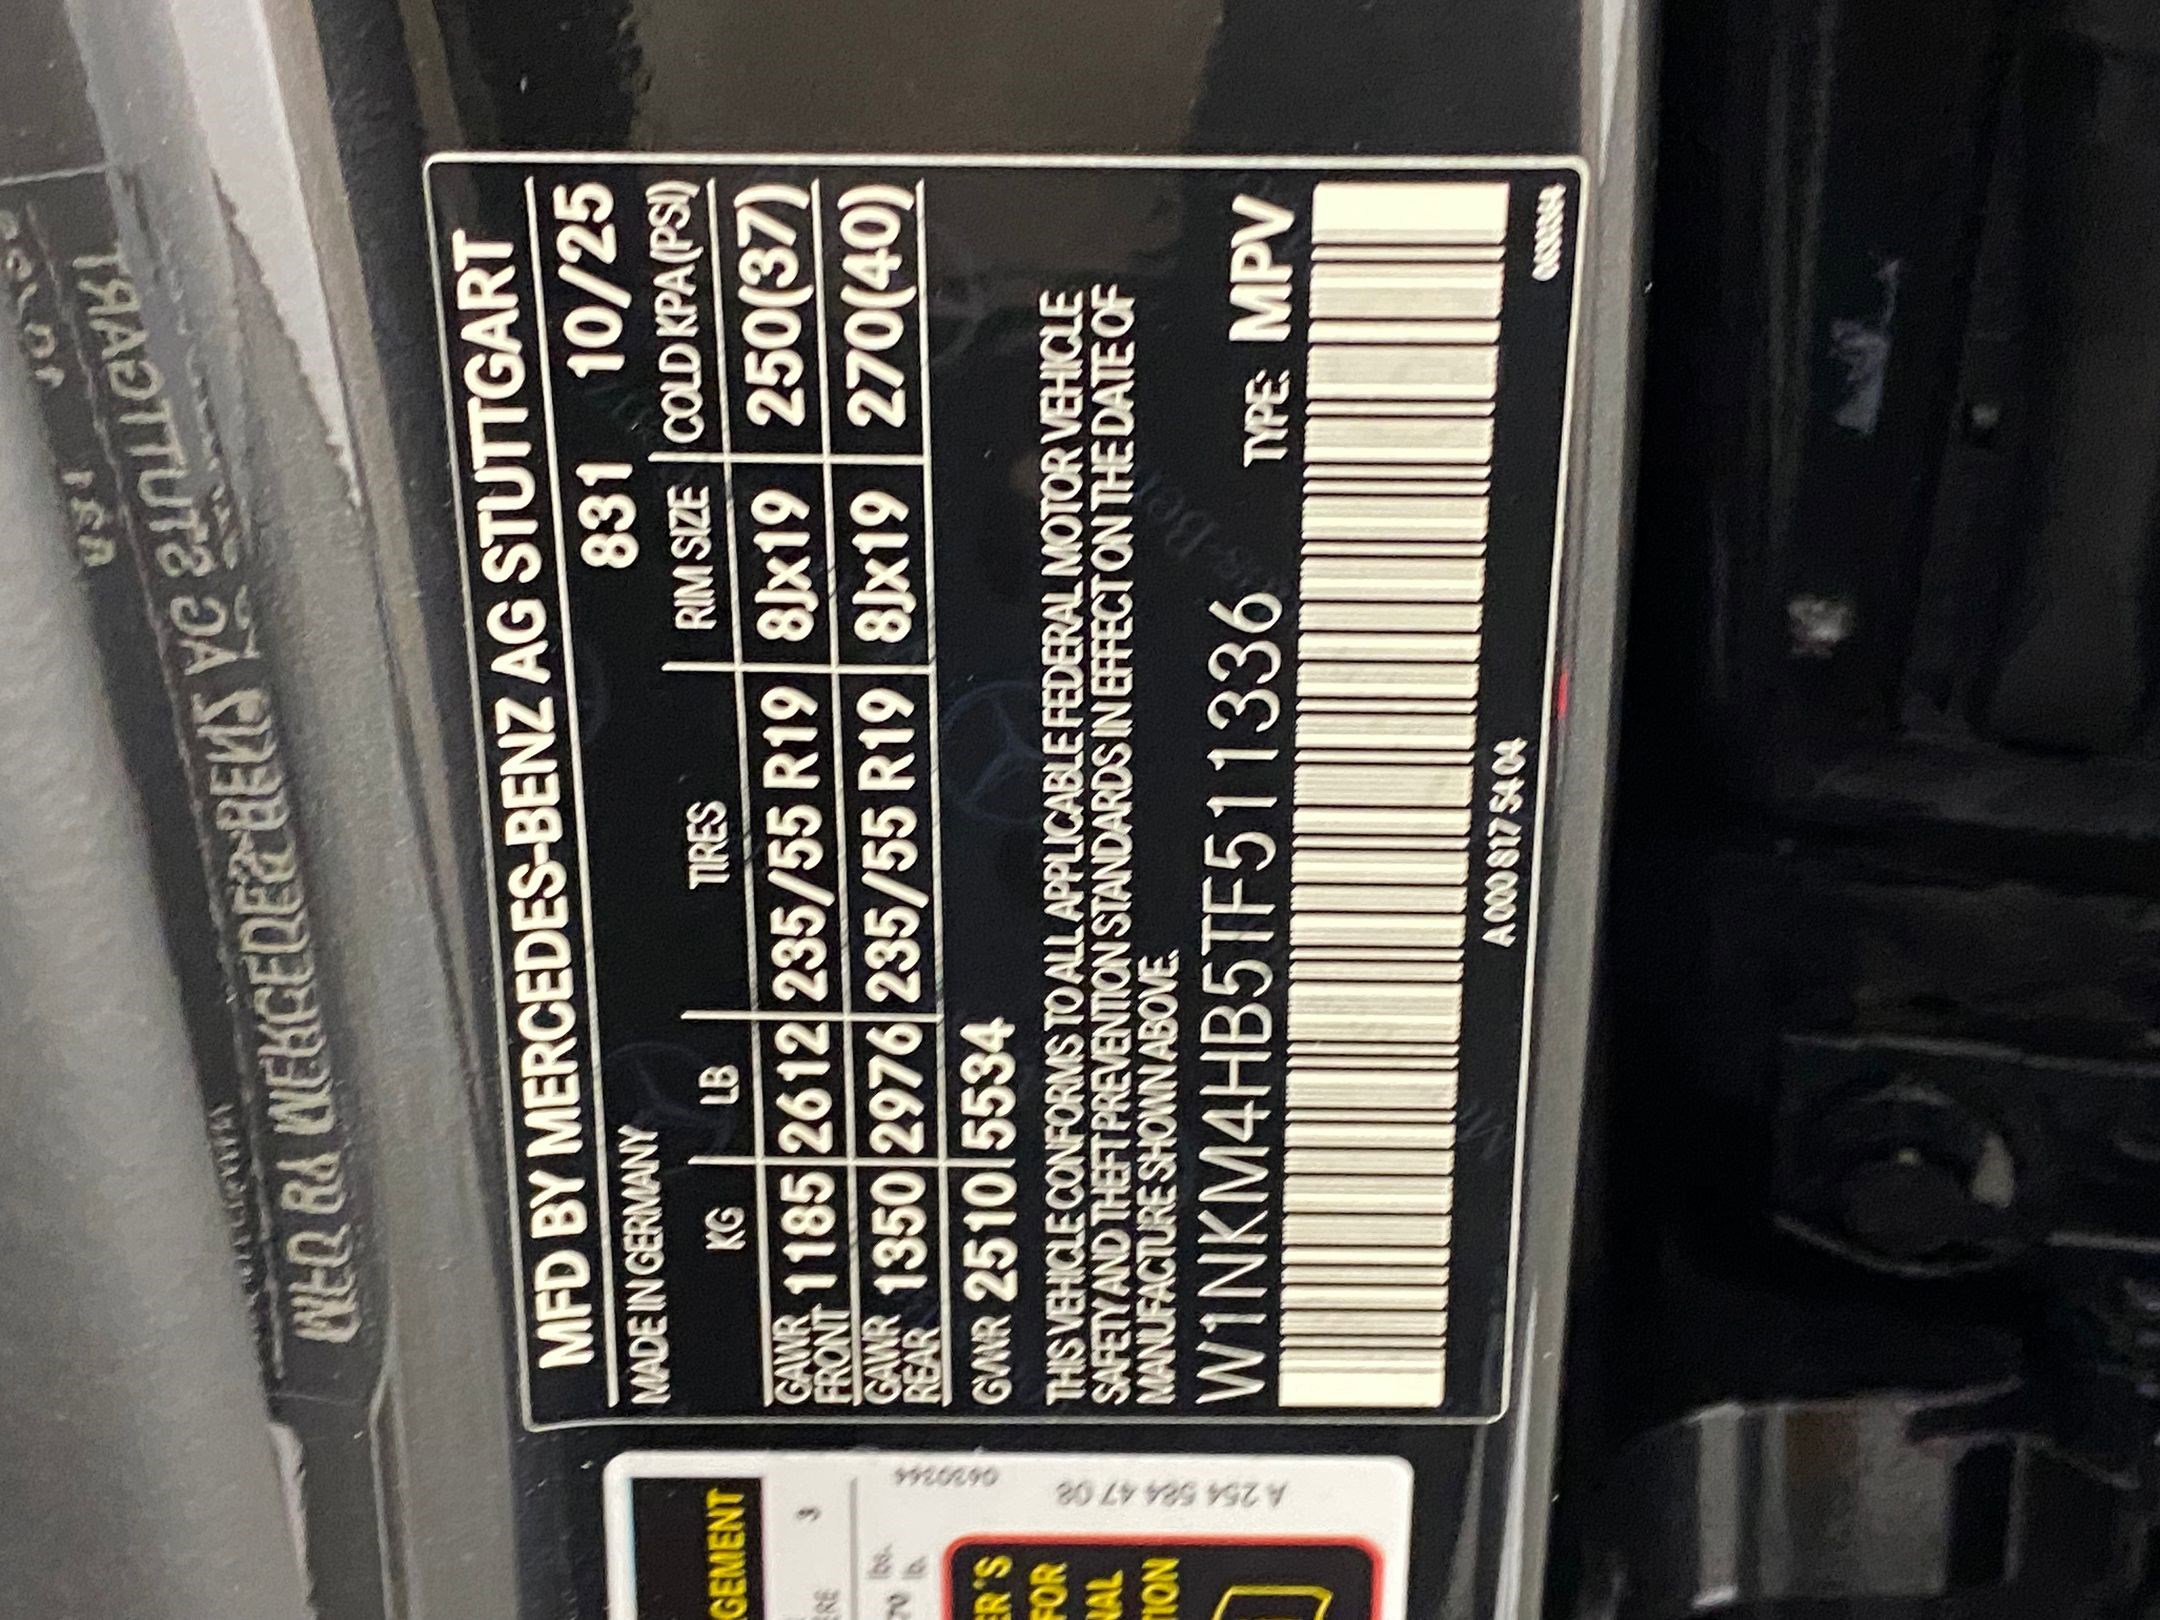 MFD BY MERCEDES-BENZ AG STUTTGART
MADE IN GERMANY 831 10/25
KG LB TIRES RIM SIZE COLD KPA(PSI)
GAWR FRONT 1185 2612 235/55 R19 8Jx19 250(37)
GAWR REAR 1350 2976 235/55 R19 8Jx19 270(40)
GVWR 2510 5534
THIS VEHICLE CONFORMS TO ALL APPLICABLE FEDERAL MOTOR VEHICLE
SAFETY AND THEFT PREVENTION STANDARDS IN EFFECT ON THE DATE OF
MANUFACTURE SHOWN ABOVE.
W1NKM4HB5TF511336 TYPE: MPV
A 000 817 54 04
A 254 584 47 08